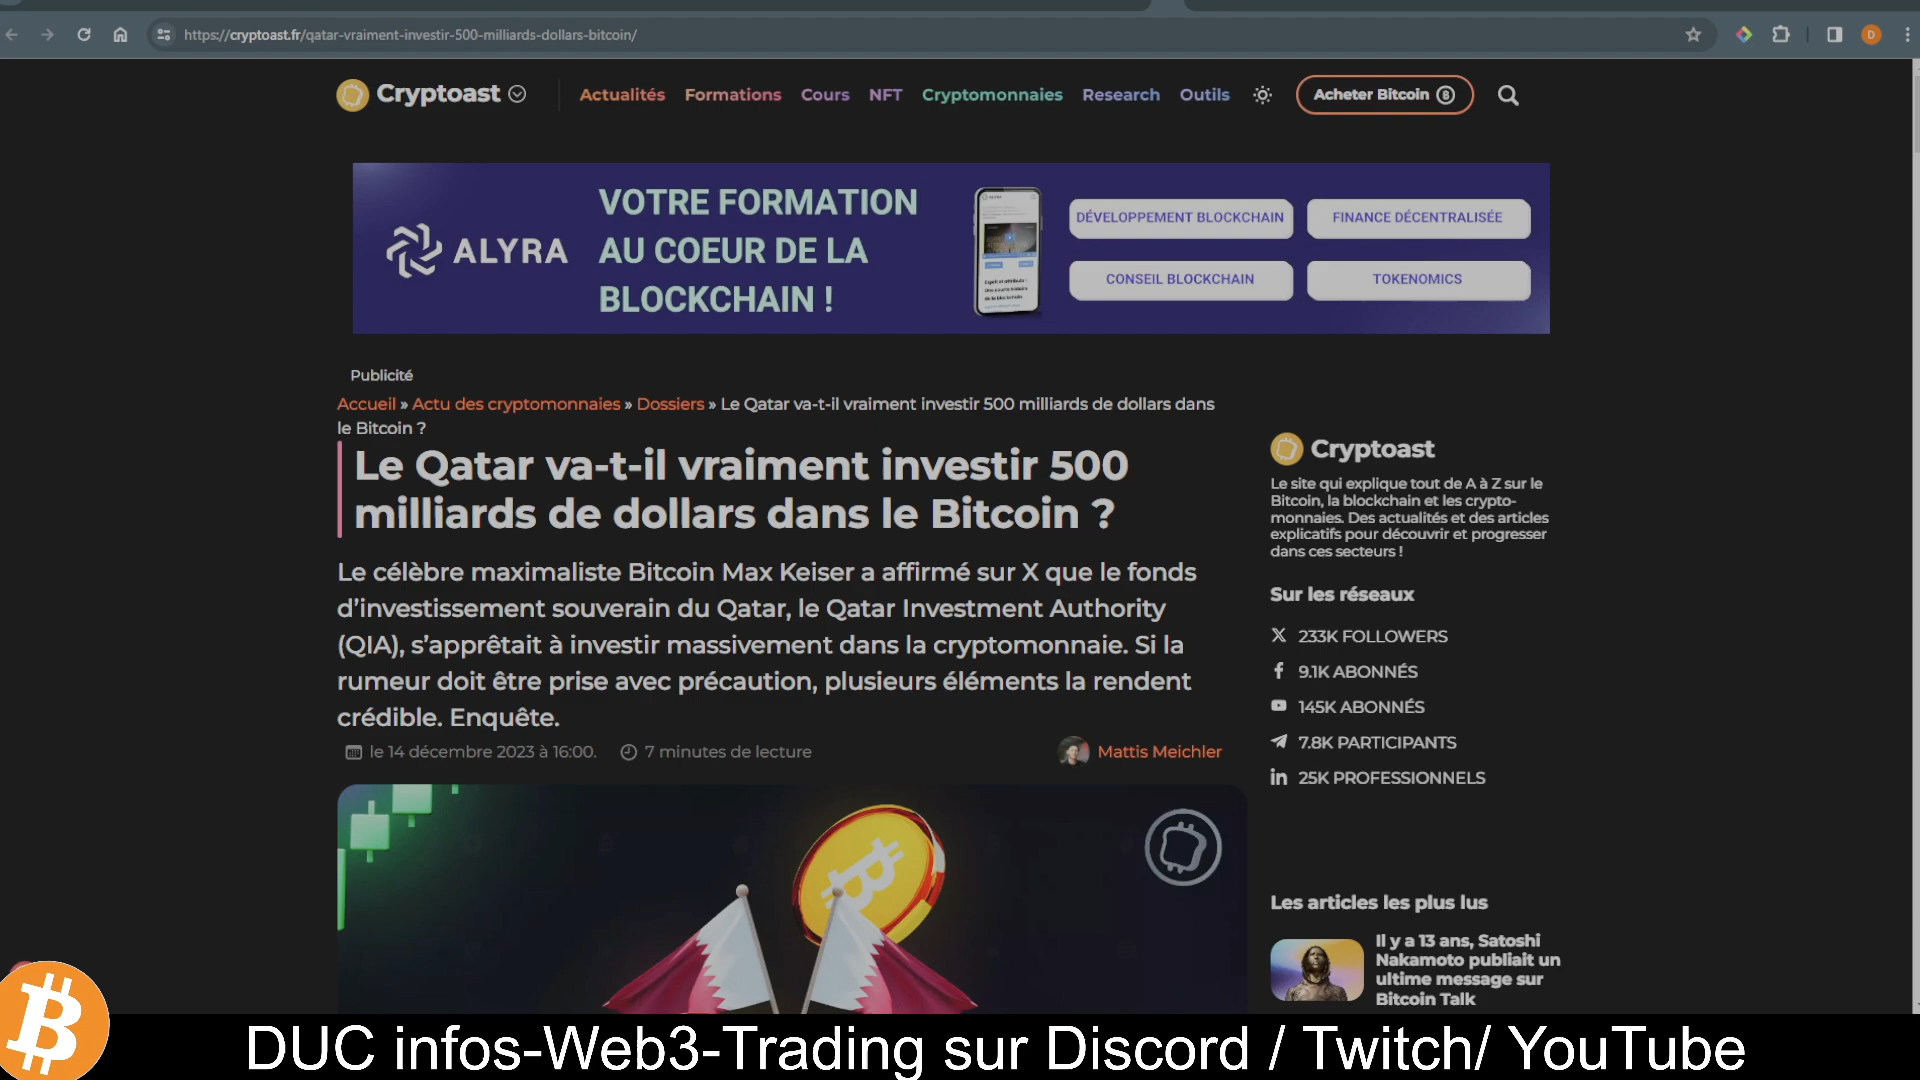 https://cryptoast.fr/qatar-vraiment-investir-500-milliards-dollars-bitcoin/
D
Cryptoast
Actualités Formations Cours NFT Cryptomonnaies Research Outils
Acheter Bitcoin
ALYRA
VOTRE FORMATION
AU COEUR DE LA
BLOCKCHAIN !
DÉVELOPPEMENT BLOCKCHAIN
FINANCE DÉCENTRALISÉE
CONSEIL BLOCKCHAIN
TOKENOMICS
Publicité
Accueil » Actu des cryptomonnaies » Dossiers » Le Qatar va-t-il vraiment investir 500 milliards de dollars dans
le Bitcoin ?
Le Qatar va-t-il vraiment investir 500
milliards de dollars dans le Bitcoin ?
Le célèbre maximaliste Bitcoin Max Keiser a affirmé sur X que le fonds
d'investissement souverain du Qatar, le Qatar Investment Authority
(QIA), s'apprêtait à investir massivement dans la cryptomonnaie. Si la
rumeur doit être prise avec précaution, plusieurs éléments la rendent
crédible. Enquête.
le 14 décembre 2023 à 16:00.
7 minutes de lecture
Mattis Meichler
Cryptoast
Le site qui explique tout de A à Z sur le
Bitcoin, la blockchain et les crypto-
monnaies. Des actualités et des articles
explicatifs pour découvrir et progresser
dans ces secteurs !
Sur les réseaux
233K FOLLOWERS
9.1K ABONNÉS
145K ABONNÉS
7.8K PARTICIPANTS
25K PROFESSIONNELS
Les articles les plus lus
Il y a 13 ans, Satoshi
Nakamoto publiait un
ultime message sur
Bitcoin Talk
DUC infos-Web3-Trading sur Discord / Twitch/ YouTube